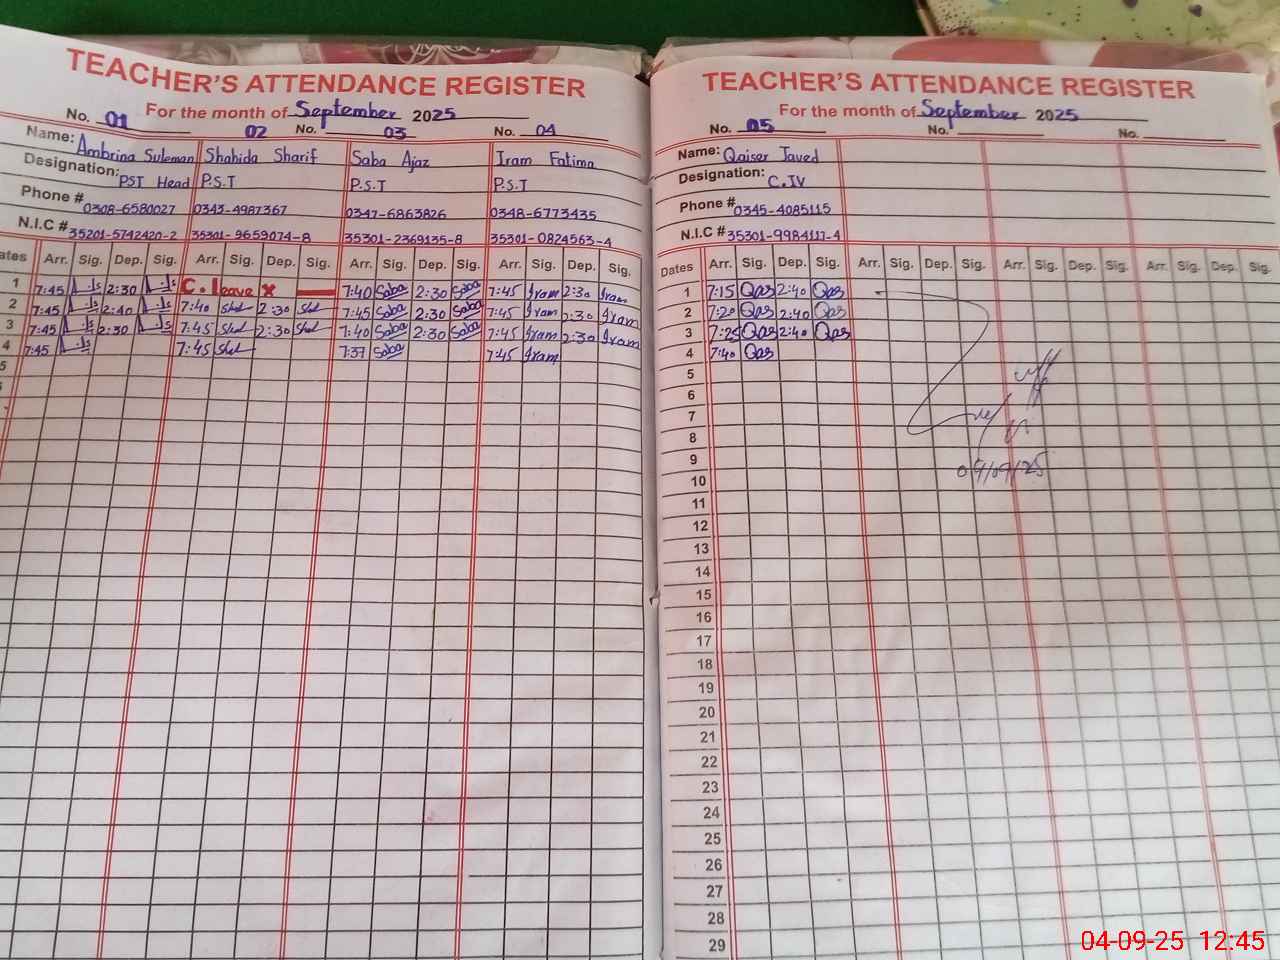 TEACHER'S ATTENDANCE REGISTER
For the month of September 2025
No. 01 02 No. 03 No. 04
Name: Ambrina Suleman Shahida Sharif Saba Ajaz Iram Fatima
Designation: PST Head P.S.T P.S.T P.S.T
Phone # 0308-6580027 0343-4987367 0347-6863826 0348-6773435
N.I.C # 35201-5742420-2 35301-9659074-8 35301-2369135-8 35301-0824563-4
ates Arr. Sig. Dep. Sig. Arr. Sig. Dep. Sig. Arr. Sig. Dep. Sig. Arr. Sig. Dep. Sig.
1 7:45 2:30 C. leave x 7:40 Saba 2:30 Saba 7:45 Iram 2:30 Iram
2 7:45 2:40 7:40 2:30 7:45 Saba 2:30 Saba 7:45 Iram 2:30 Iram
3 7:45 2:30 7:45 2:30 7:40 Saba 2:30 Saba 7:45 Iram 2:30 Iram
4 7:45 7:45 7:37 Saba 7:45 Iram
5
TEACHER'S ATTENDANCE REGISTER
For the month of September 2025
No. 05 No. No.
Name: Qaiser Javed
Designation: C.IV
Phone # 0345-4085115
N.I.C # 35301-9984117-4
Dates Arr. Sig. Dep. Sig. Arr. Sig. Dep. Sig. Arr. Sig. Dep. Sig. Arr. Sig. Dep. Sig.
1 7:15 Qas 2:40 Qas
2 7:20 Qas 2:40 Qas
3 7:25 Qas 2:40 Qas
4 7:40 Qas
5
6
7
8
9
10
11
12
13
14
15
16
17
18
19
20
21
22
23
24
25
26
27
28
29
04-09-25 12:45